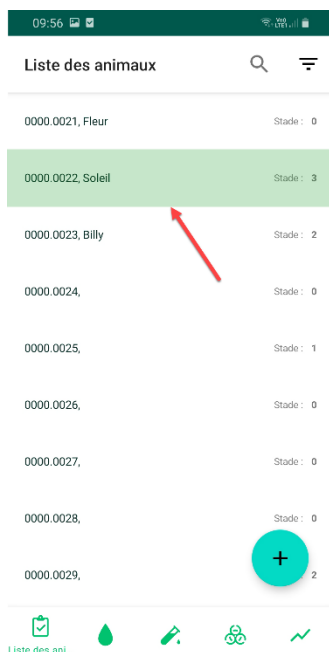 09:56
Liste des animaux
0000.0021, Fleur Stade : 0
0000.0022, Soleil Stade : 3
0000.0023, Billy Stade : 2
0000.0024, Stade : 0
0000.0025, Stade : 1
0000.0026, Stade : 0
0000.0027, Stade : 0
0000.0028, Stade : 0
+
0000.0029, 2
Liste des ani